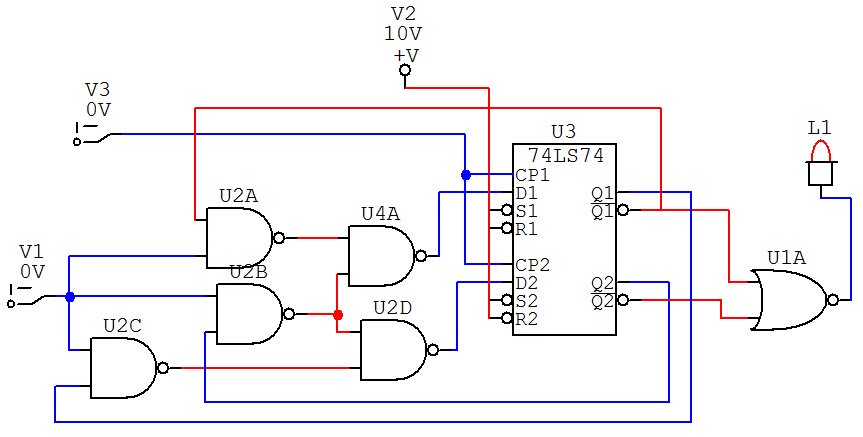 V2
10V
+V
V3
0V
L1
U3
74LS74
CP1
D1
S1
R1
CP2
D2
S2
R2
Q1
Q1
Q2
Q2
U2A
U4A
V1
0V
U2B
U1A
U2C
U2D